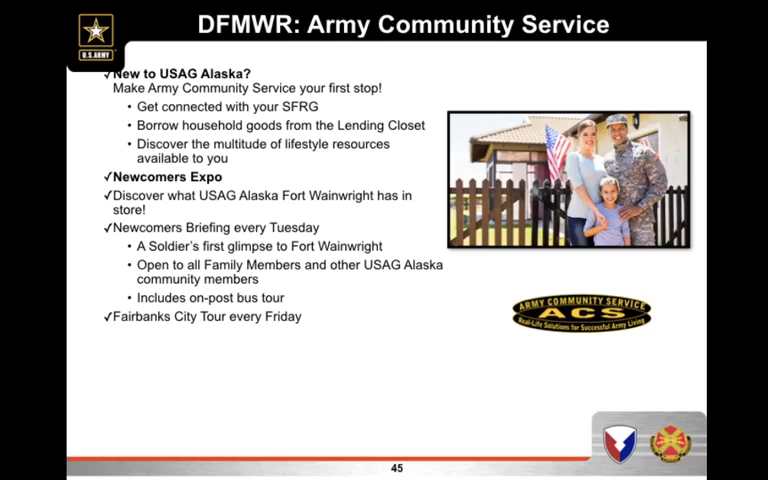 DFMWR: Army Community Service
U.S.ARMY
✓New to USAG Alaska?
Make Army Community Service your first stop!
• Get connected with your SFRG
• Borrow household goods from the Lending Closet
• Discover the multitude of lifestyle resources
available to you
✓Newcomers Expo
✓Discover what USAG Alaska Fort Wainwright has in
store!
✓Newcomers Briefing every Tuesday
• A Soldier's first glimpse to Fort Wainwright
• Open to all Family Members and other USAG Alaska
community members
• Includes on-post bus tour
✓Fairbanks City Tour every Friday
ARMY COMMUNITY SERVICE
ACS
Real-Life Solutions for Successful Army Living
45